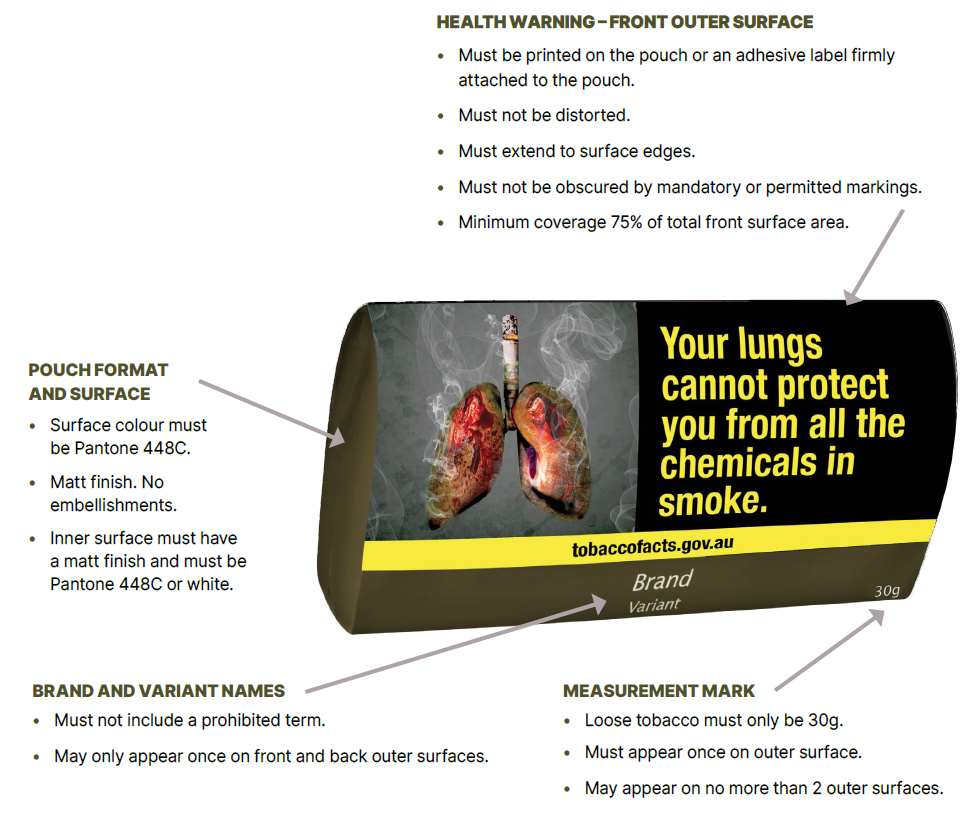 HEALTH WARNING – FRONT OUTER SURFACE
• Must be printed on the pouch or an adhesive label firmly
attached to the pouch.
• Must not be distorted.
• Must extend to surface edges.
• Must not be obscured by mandatory or permitted markings.
• Minimum coverage 75% of total front surface area.
POUCH FORMAT
AND SURFACE
• Surface colour must
be Pantone 448C.
• Matt finish. No
embellishments.
• Inner surface must have
a matt finish and must be
Pantone 448C or white.
Your lungs
cannot protect
you from all the
chemicals in
smoke.
tobaccofacts.gov.au
Brand
Variant
30g
BRAND AND VARIANT NAMES
• Must not include a prohibited term.
• May only appear once on front and back outer surfaces.
MEASUREMENT MARK
• Loose tobacco must only be 30g.
• Must appear once on outer surface.
• May appear on no more than 2 outer surfaces.